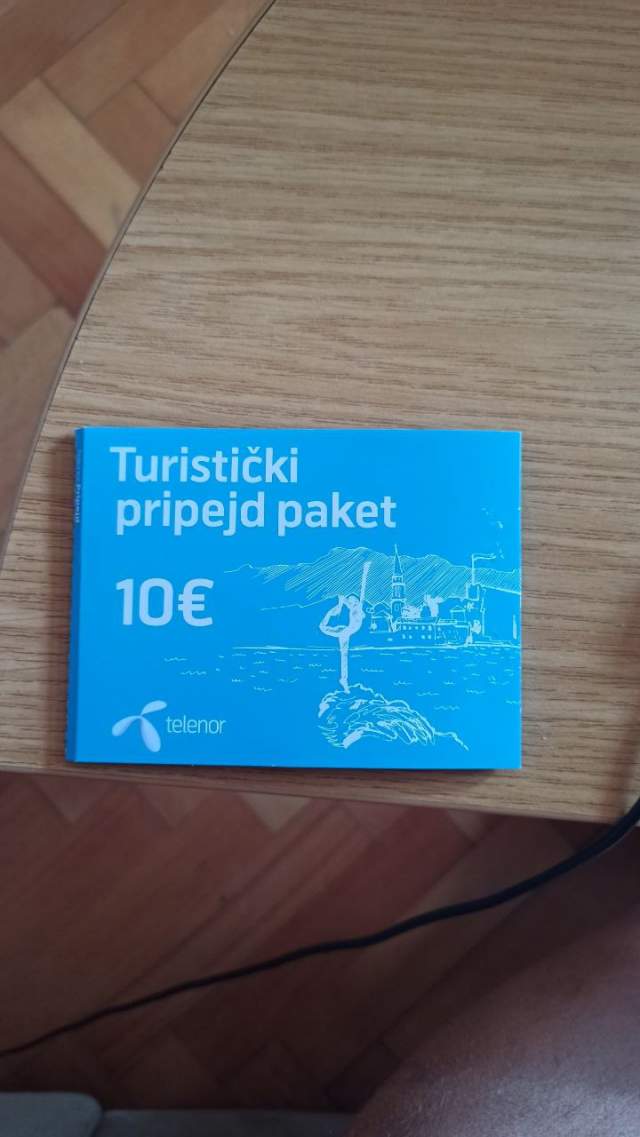 Turistički
pripejd paket
10€
telenor